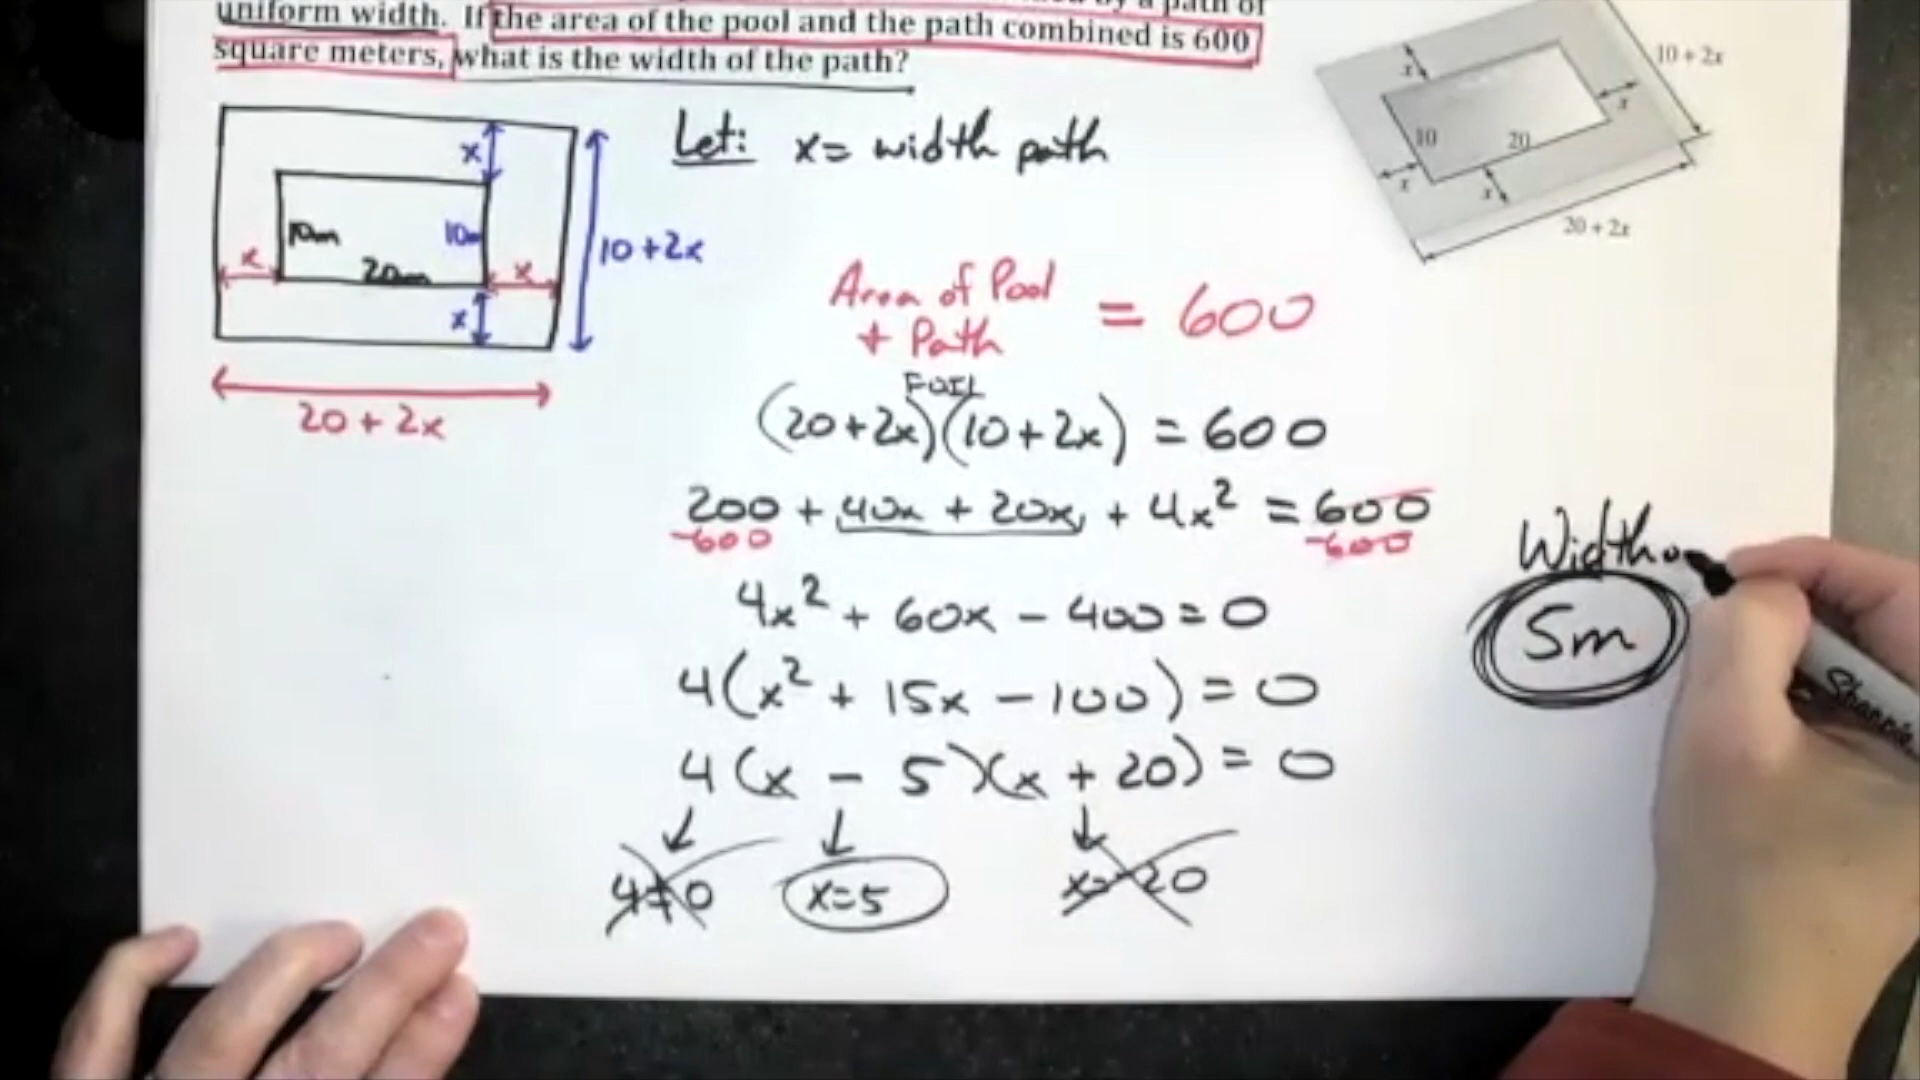 by a path of
uniform width. If the area of the pool and the path combined is 600
square meters, what is the width of the path?
Let: x = width path
x
10m
10m
20m
x
x
x
10+2x
20 + 2x
10 + 2x
x
x
10
20
x
x
20 + 2x
Area of Pool
+ Path
= 600
FOIL
(20+2x)(10+2x) = 600
200 + 40x + 20x + 4x² = 600
-600
-600
4x² + 60x - 400 = 0
4(x² + 15x - 100) = 0
4(x - 5)(x + 20) = 0
4≠0
x=5
x=-20
Width o
5m
Sharpie